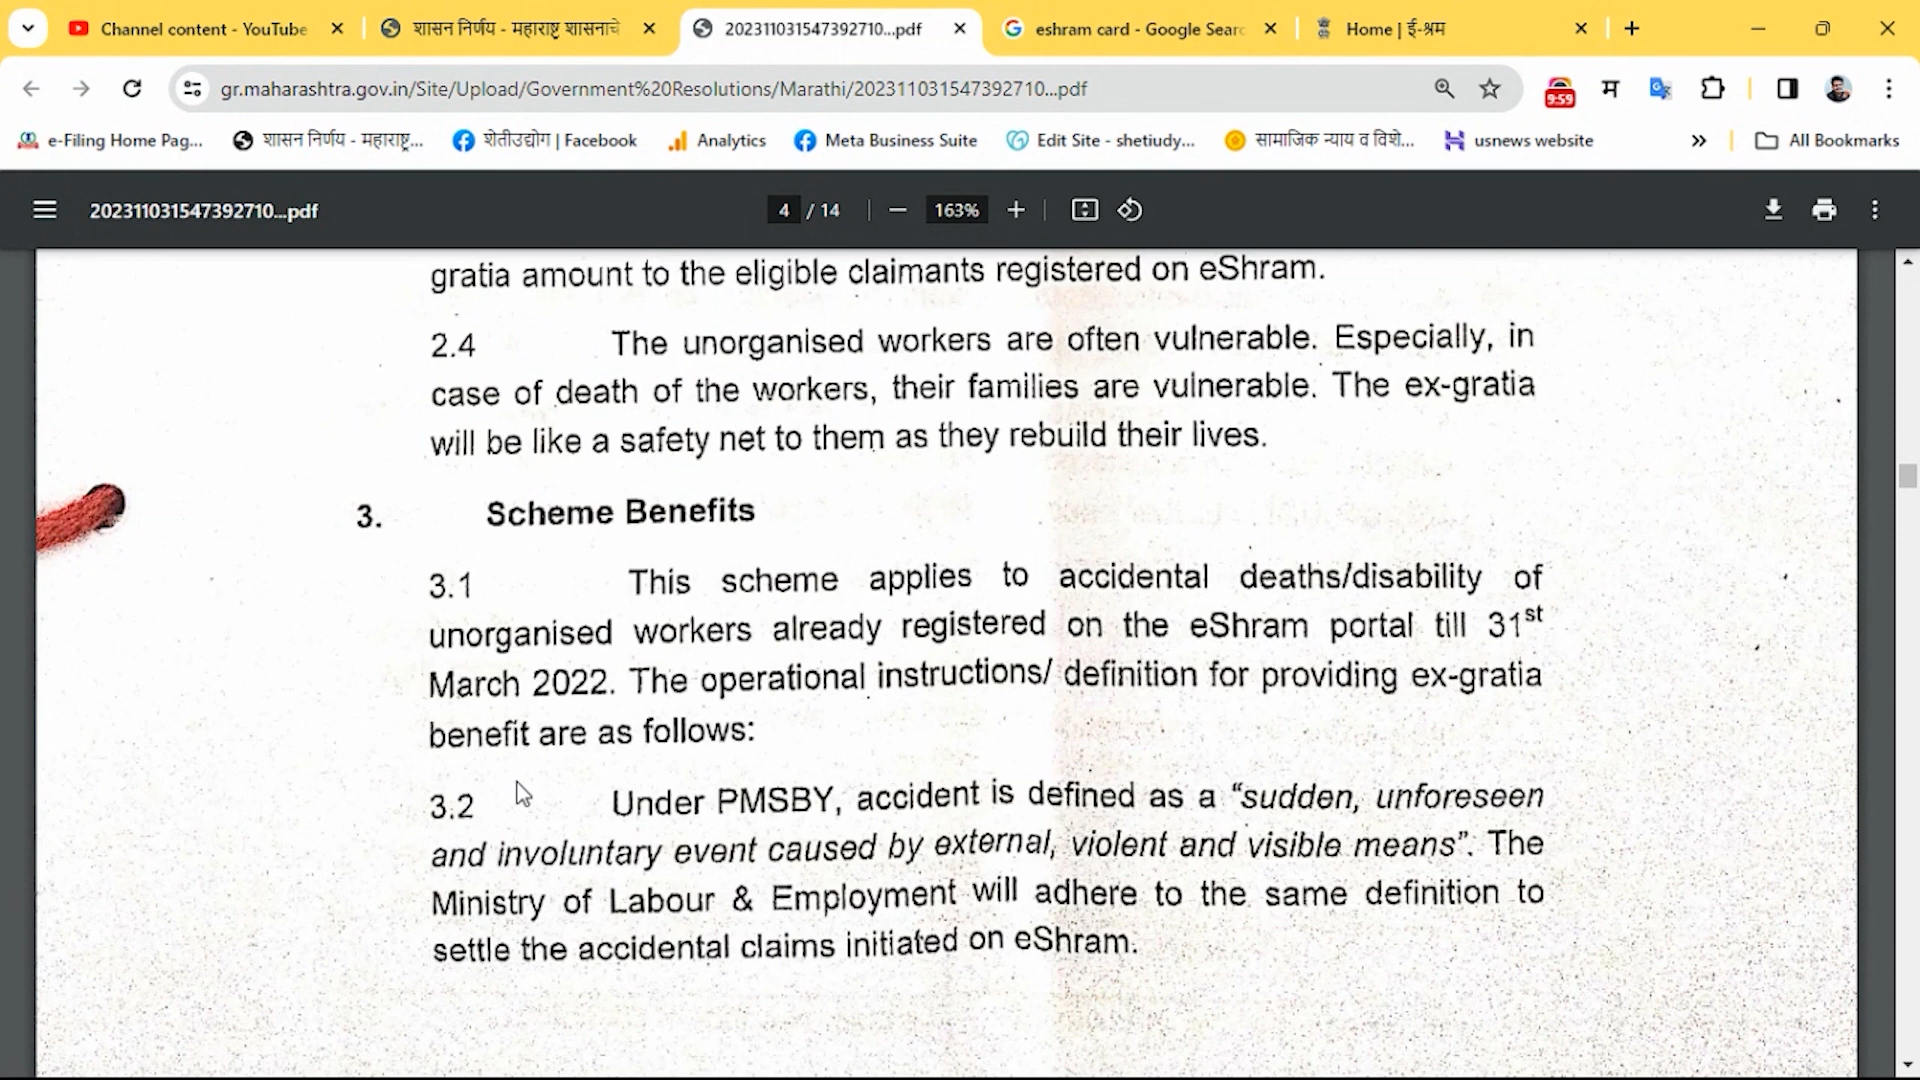 Channel content - YouTube
शासन निर्णय - महाराष्ट्र शासनाचे
202311031547392710...pdf
eshram card - Google Searc
Home | ई-श्रम
gr.maharashtra.gov.in/Site/Upload/Government%20Resolutions/Marathi/202311031547392710...pdf
9:59
म
e-Filing Home Pag...
शासन निर्णय - महाराष्ट्र...
शेतीउद्योग | Facebook
Analytics
Meta Business Suite
Edit Site - shetiudy...
सामाजिक न्याय व विशे...
usnews website
All Bookmarks
202311031547392710...pdf
4 / 14
163%
gratia amount to the eligible claimants registered on eShram.
2.4 The unorganised workers are often vulnerable. Especially, in
case of death of the workers, their families are vulnerable. The ex-gratia
will be like a safety net to them as they rebuild their lives.
3. Scheme Benefits
3.1 This scheme applies to accidental deaths/disability of
unorganised workers already registered on the eShram portal till 31st
March 2022. The operational instructions/ definition for providing ex-gratia
benefit are as follows:
3.2 Under PMSBY, accident is defined as a “sudden, unforeseen
and involuntary event caused by external, violent and visible means”. The
Ministry of Labour & Employment will adhere to the same definition to
settle the accidental claims initiated on eShram.